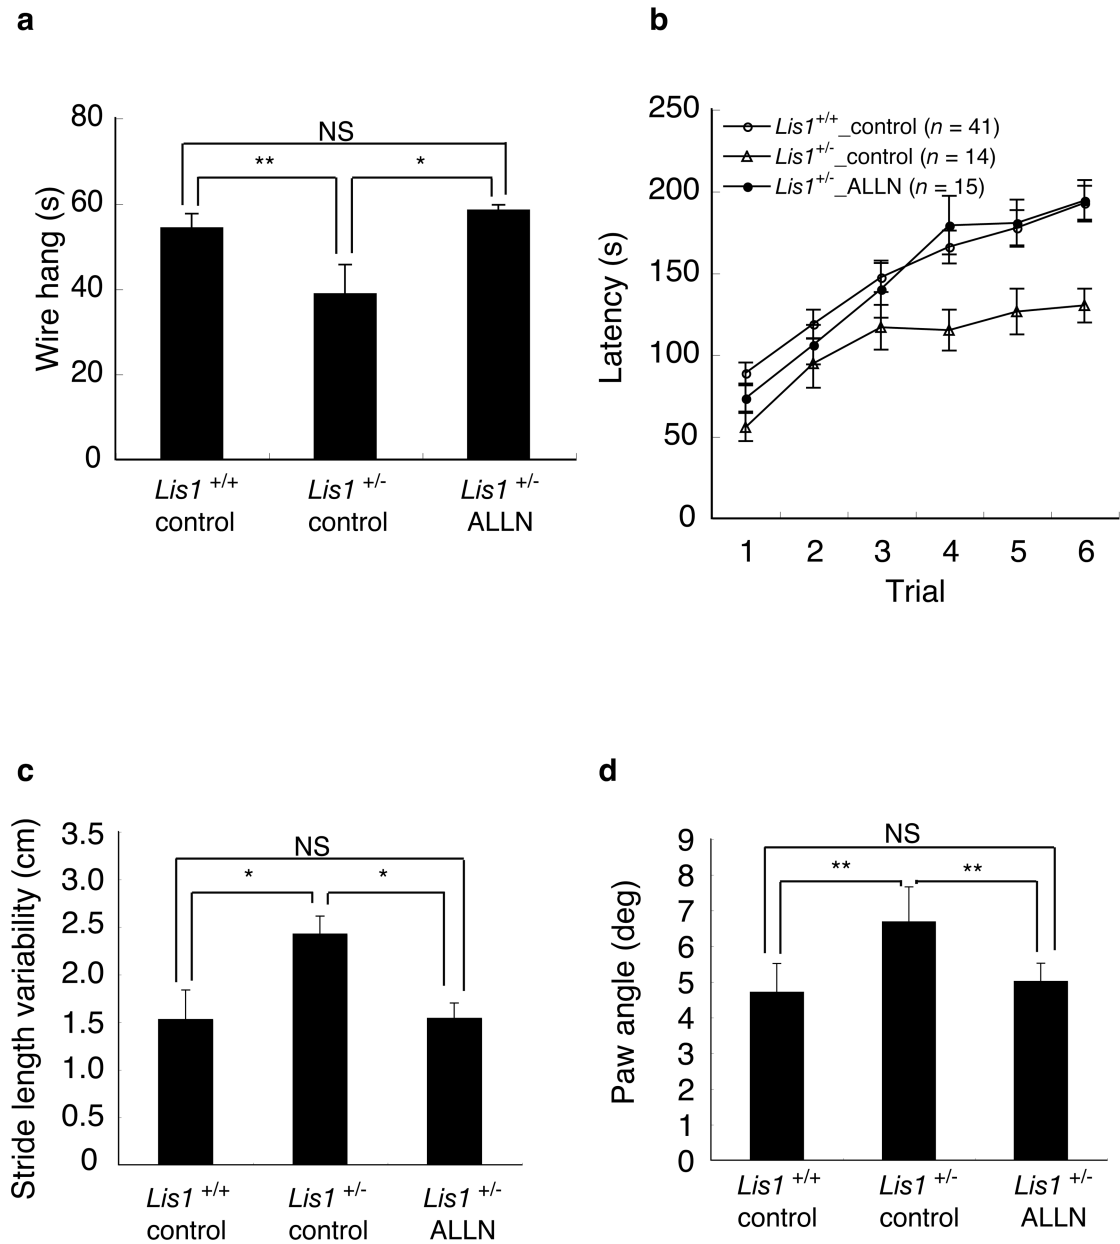 a
80
60
40
20
0
Wire hang (s)
NS
**
*
Lis1 +/+
control
Lis1 +/-
control
Lis1 +/-
ALLN
b
250
200
150
100
50
0
Latency (s)
Lis1+/+_control (n = 41)
Lis1+/-_control (n = 14)
Lis1+/-_ALLN (n = 15)
1 2 3 4 5 6
Trial
c
3.5
3.0
2.5
2.0
1.5
1.0
0.5
0
Stride length variability (cm)
NS
*
*
Lis1 +/+
control
Lis1 +/-
control
Lis1 +/-
ALLN
d
9
8
7
6
5
4
3
2
1
0
Paw angle (deg)
NS
**
**
Lis1 +/+
control
Lis1 +/-
control
Lis1 +/-
ALLN